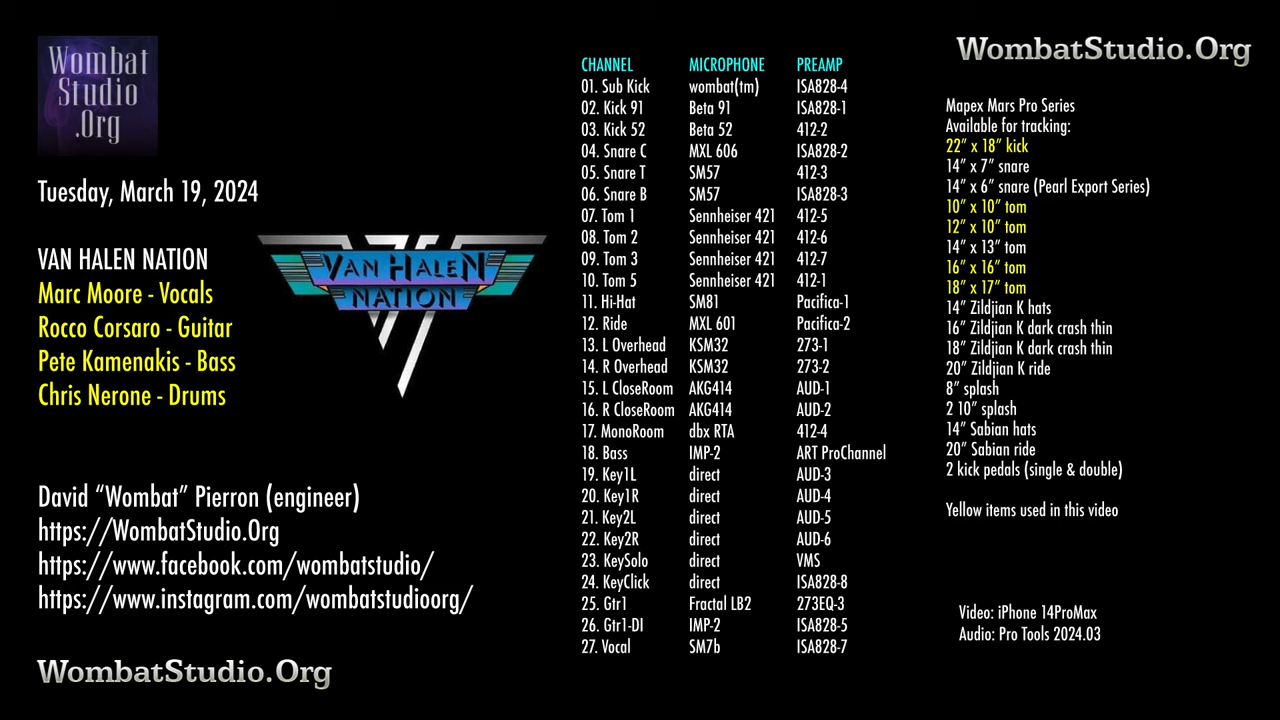 Wombat
Studio
.Org
Tuesday, March 19, 2024
VAN HALEN NATION
Marc Moore - Vocals
Rocco Corsaro - Guitar
Pete Kamenakis - Bass
Chris Nerone - Drums
VAN HALEN
NATION
David “Wombat” Pierron (engineer)
https://WombatStudio.Org
https://www.facebook.com/wombatstudio/
https://www.instagram.com/wombatstudioorg/
WombatStudio.Org
CHANNEL MICROPHONE PREAMP
01. Sub Kick wombat(tm) ISA828-4
02. Kick 91 Beta 91 ISA828-1
03. Kick 52 Beta 52 412-2
04. Snare C MXL 606 ISA828-2
05. Snare T SM57 412-3
06. Snare B SM57 ISA828-3
07. Tom 1 Sennheiser 421 412-5
08. Tom 2 Sennheiser 421 412-6
09. Tom 3 Sennheiser 421 412-7
10. Tom 5 Sennheiser 421 412-1
11. Hi-Hat SM81 Pacifica-1
12. Ride MXL 601 Pacifica-2
13. L Overhead KSM32 273-1
14. R Overhead KSM32 273-2
15. L CloseRoom AKG414 AUD-1
16. R CloseRoom AKG414 AUD-2
17. MonoRoom dbx RTA 412-4
18. Bass IMP-2 ART ProChannel
19. Key1L direct AUD-3
20. Key1R direct AUD-4
21. Key2L direct AUD-5
22. Key2R direct AUD-6
23. KeySolo direct VMS
24. KeyClick direct ISA828-8
25. Gtr1 Fractal LB2 273EQ-3
26. Gtr1-DI IMP-2 ISA828-5
27. Vocal SM7b ISA828-7
WombatStudio.Org
Mapex Mars Pro Series
Available for tracking:
22” x 18” kick
14” x 7” snare
14” x 6” snare (Pearl Export Series)
10” x 10” tom
12” x 10” tom
14” x 13” tom
16” x 16” tom
18” x 17” tom
14” Zildjian K hats
16” Zildjian K dark crash thin
18” Zildjian K dark crash thin
20” Zildjian K ride
8” splash
2 10” splash
14” Sabian hats
20” Sabian ride
2 kick pedals (single & double)
Yellow items used in this video
Video: iPhone 14ProMax
Audio: Pro Tools 2024.03